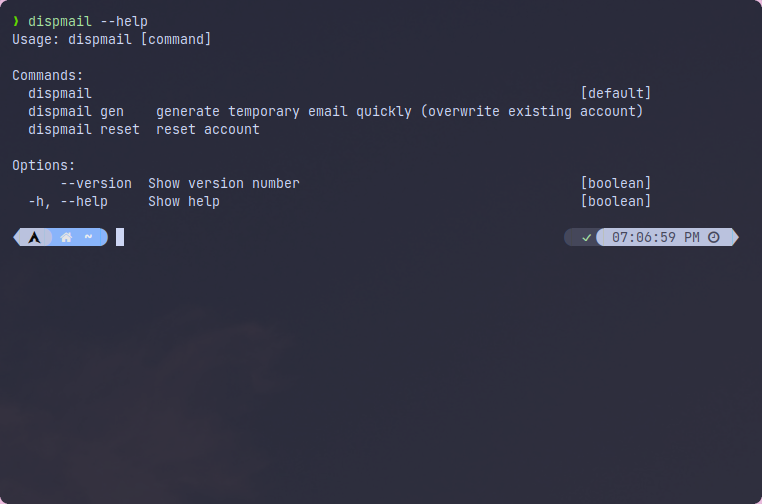 ❯ dispmail --help
Usage: dispmail [command]

Commands:
  dispmail                                                             [default]
  dispmail gen    generate temporary email quickly (overwrite existing account)
  dispmail reset  reset account

Options:
      --version  Show version number                                   [boolean]
  -h, --help     Show help                                             [boolean]

~ 07:06:59 PM